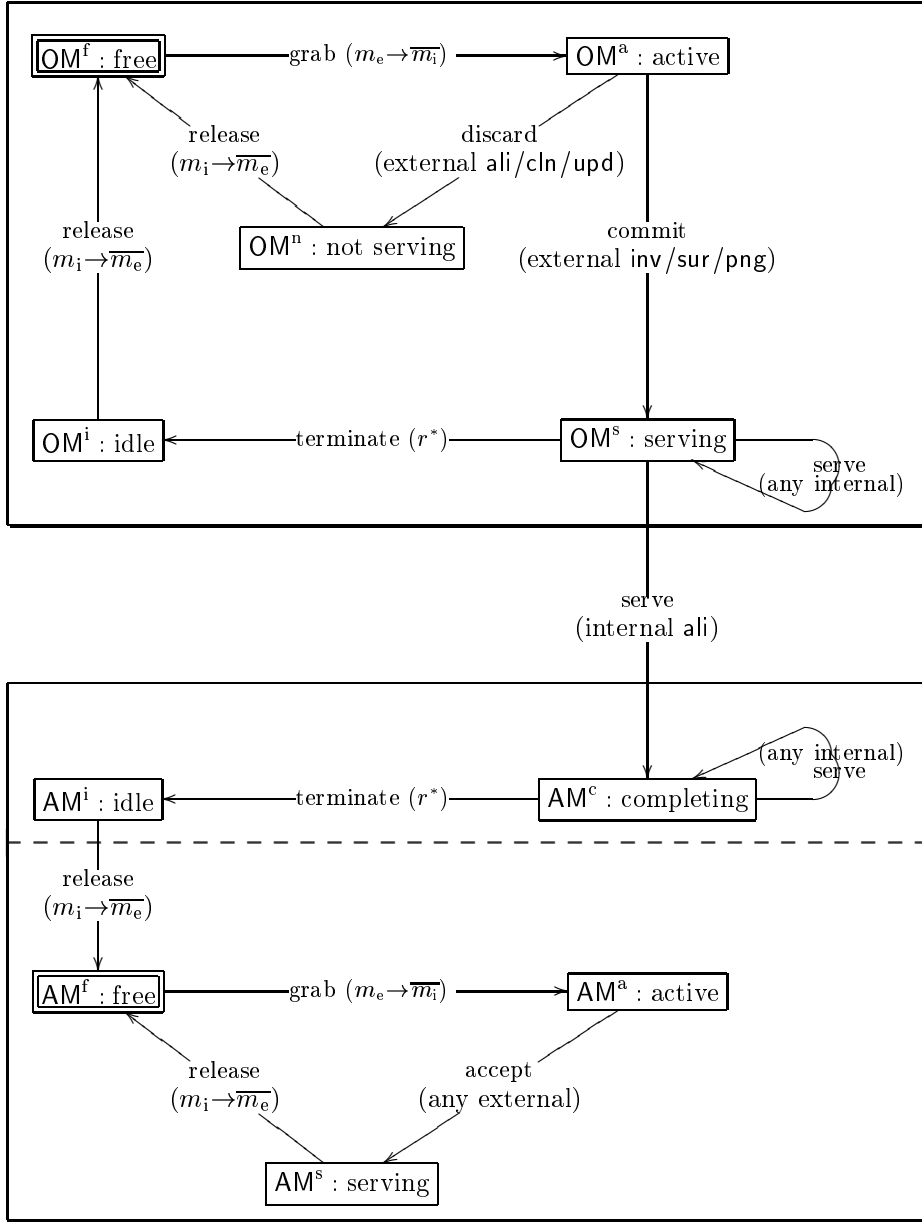 OMᶠ : free
grab (mₑ→m̅ᵢ)
OMᵃ : active
release
(mᵢ→m̅ₑ)
discard
(external ali/cln/upd)
release
(mᵢ→m̅ₑ)
OMⁿ : not serving
commit
(external inv/sur/png)
OMⁱ : idle
terminate (r*)
OMˢ : serving
serve
(any internal)
serve
(internal ali)
(any internal)
serve
AMⁱ : idle
terminate (r*)
AMᶜ : completing
release
(mᵢ→m̅ₑ)
AMᶠ : free
grab (mₑ→m̅ᵢ)
AMᵃ : active
release
(mᵢ→m̅ₑ)
accept
(any external)
AMˢ : serving